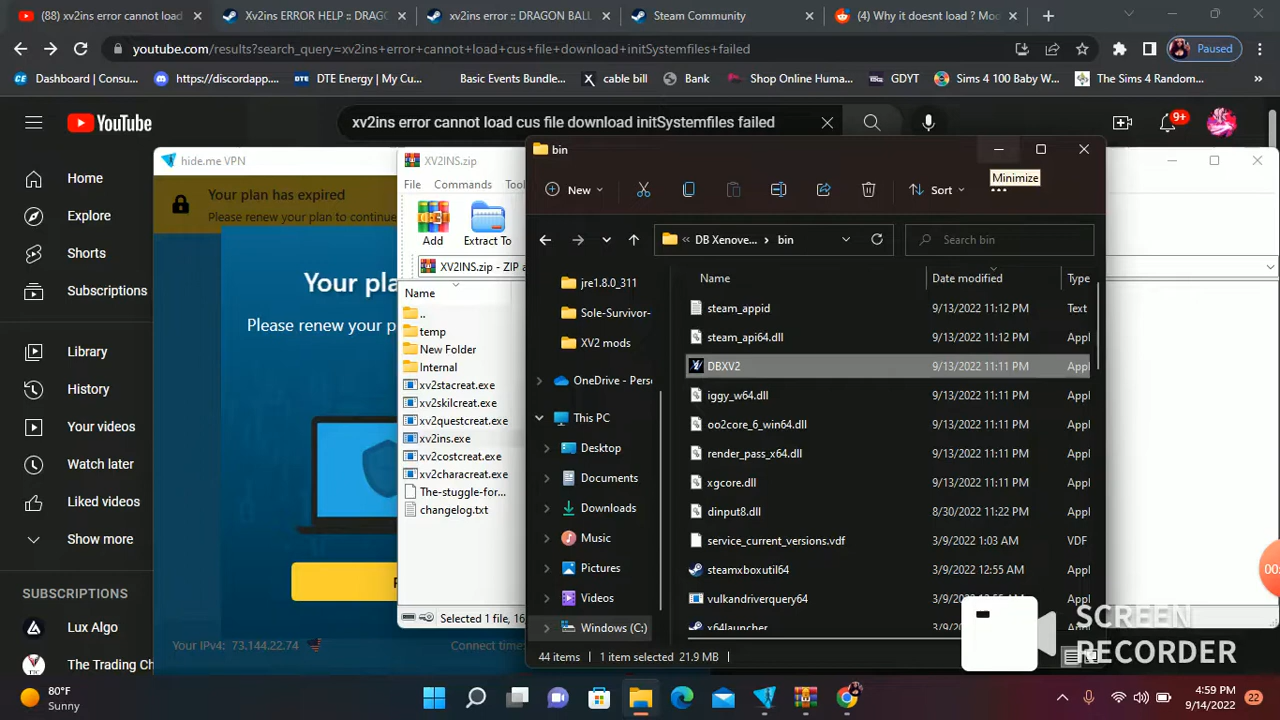 (88) xv2ins error cannot load
Xv2ins ERROR HELP :: DRAG
xv2ins error :: DRAGON BALL
Steam Community
(4) Why it doesnt load ? Mod
youtube.com/results?search_query=xv2ins+error+cannot+load+cus+file+download+initSystemfiles+failed
Paused
Dashboard | Consu...
https://discordapp....
DTE Energy | My Cu...
Basic Events Bundle...
cable bill
Bank
Shop Online Huma...
GDYT
Sims 4 100 Baby W...
The Sims 4 Random...
YouTube
xv2ins error cannot load cus file download initSystemfiles failed
9+
hide.me VPN
XV2INS.zip
bin
Minimize
Your plan has expired
Please renew your plan to continue
File
Commands
Add
Extract To
XV2INS.zip - ZIP a
New
Sort
DB Xenove...
bin
Search bin
Home
Explore
Shorts
Subscriptions
Library
History
Your videos
Watch later
Liked videos
Show more
SUBSCRIPTIONS
Lux Algo
The Trading Ch
Your pla
Please renew your p
Your IPv4: 73.144.22.74
Connect time:
Name
..
temp
New Folder
Internal
xv2stacreat.exe
xv2skilcreat.exe
xv2questcreat.exe
xv2ins.exe
xv2costcreat.exe
xv2characreat.exe
The-stuggle-for...
changelog.txt
Selected 1 file, 16
jre1.8.0_311
Sole-Survivor-
XV2 mods
OneDrive - Pers
This PC
Desktop
Documents
Downloads
Music
Pictures
Videos
Windows (C:)
Name
Date modified
Type
steam_appid
9/13/2022 11:12 PM
Text
steam_api64.dll
9/13/2022 11:12 PM
Appl
DBXV2
9/13/2022 11:11 PM
Appl
iggy_w64.dll
9/13/2022 11:11 PM
Appl
oo2core_6_win64.dll
9/13/2022 11:11 PM
Appl
render_pass_x64.dll
9/13/2022 11:11 PM
Appl
xgcore.dll
9/13/2022 11:11 PM
Appl
dinput8.dll
8/30/2022 11:22 PM
Appl
service_current_versions.vdf
3/9/2022 1:03 AM
VDF
steamxboxutil64
3/9/2022 12:55 AM
Appl
vulkandriverquery64
x64launcher
44 items
1 item selected 21.9 MB
SCREEN
RECORDER
80°F
Sunny
4:59 PM
9/14/2022
22